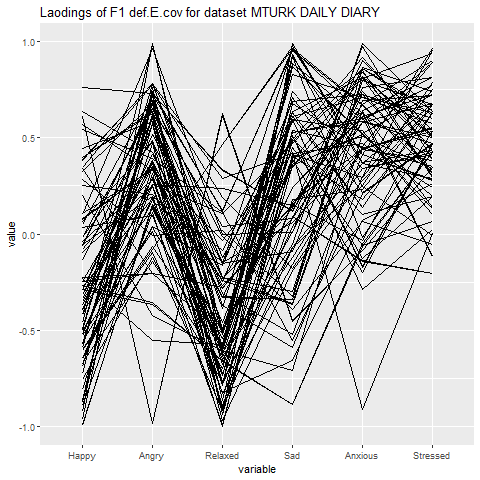 Laodings of F1 def.E.cov for dataset MTURK DAILY DIARY
1.0
0.5
0.0
-0.5
-1.0
value
Happy Angry Relaxed Sad Anxious Stressed
variable